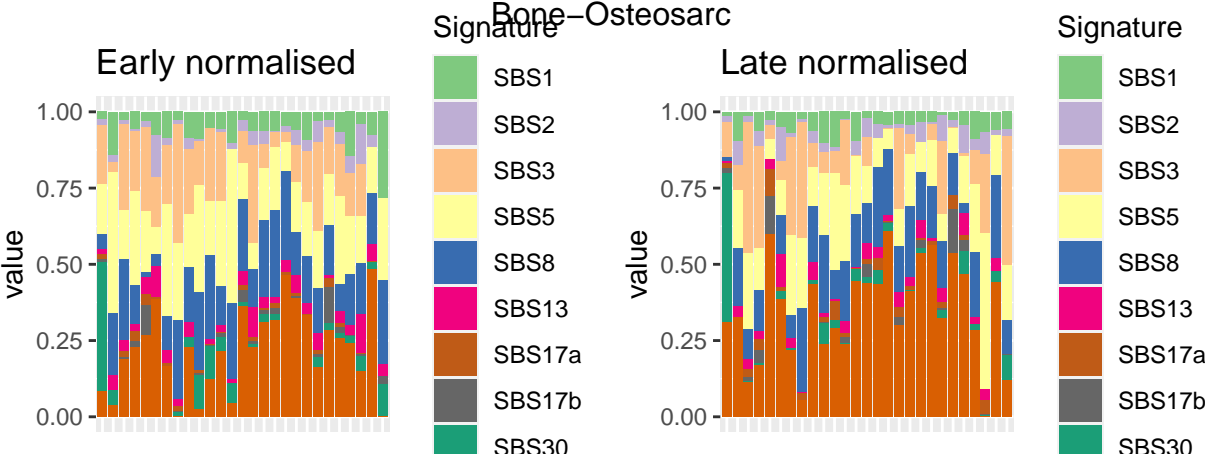 Bone−Osteosarc
Early normalised
value
1.00
0.75
0.50
0.25
0.00
Signature
SBS1
SBS2
SBS3
SBS5
SBS8
SBS13
SBS17a
SBS17b
SBS30
Late normalised
value
1.00
0.75
0.50
0.25
0.00
Signature
SBS1
SBS2
SBS3
SBS5
SBS8
SBS13
SBS17a
SBS17b
SBS30